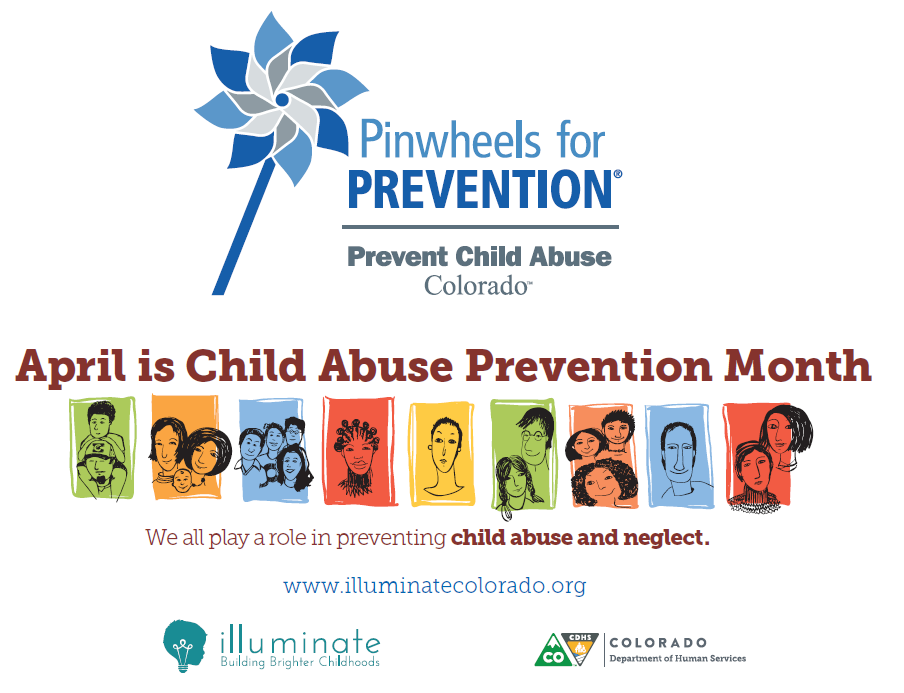 Pinwheels for
PREVENTION®
Prevent Child Abuse
Colorado™
April is Child Abuse Prevention Month
We all play a role in preventing child abuse and neglect.
www.illuminatecolorado.org
illuminate
Building Brighter Childhoods
CO
CDHS
COLORADO
Department of Human Services